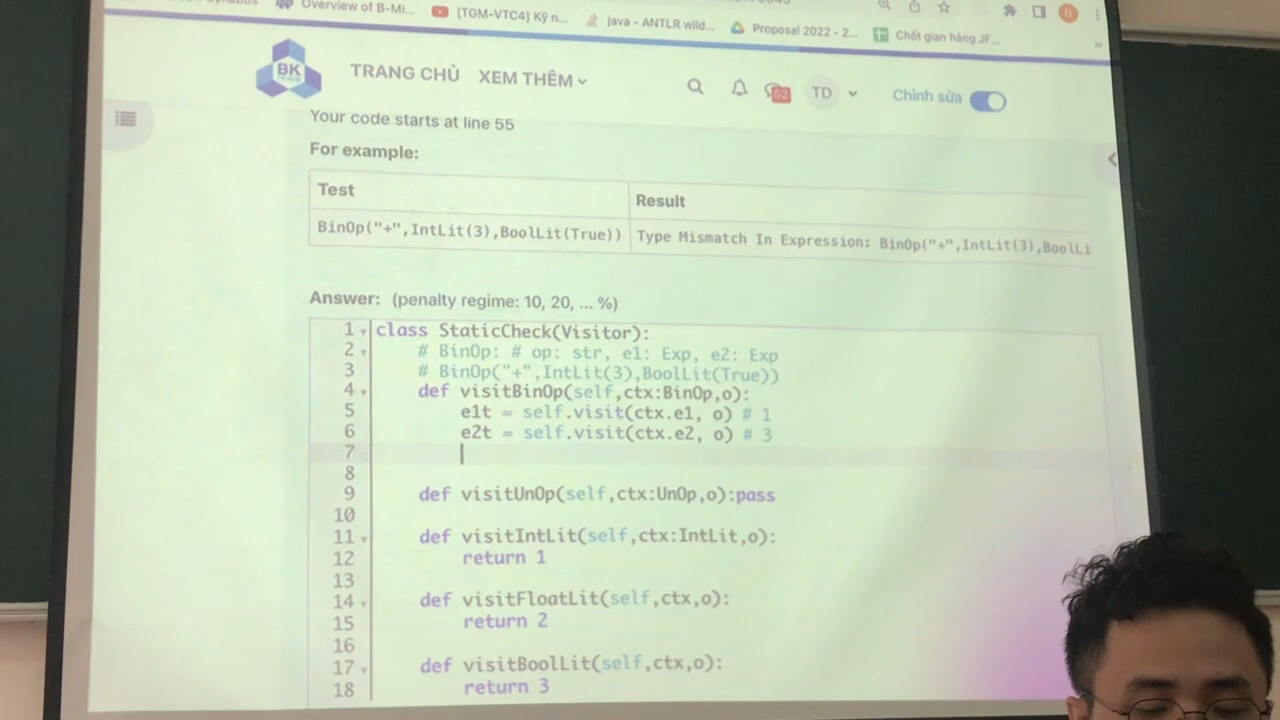 Overview of B-Mi...
[TGM-VTC4] Kỹ n...
java - ANTLR wild...
Proposal 2022 - 2...
Chốt gian hàng JF...
BK
TRANG CHỦ XEM THÊM
52
TD
Chỉnh sửa
Your code starts at line 55
For example:
Test Result
BinOp("+",IntLit(3),BoolLit(True)) Type Mismatch In Expression: BinOp("+",IntLit(3),BoolLi
Answer: (penalty regime: 10, 20, ... %)
1 class StaticCheck(Visitor):
2 # BinOp: # op: str, e1: Exp, e2: Exp
3 # BinOp("+",IntLit(3),BoolLit(True))
4 def visitBinOp(self,ctx:BinOp,o):
5 e1t = self.visit(ctx.e1, o) # 1
6 e2t = self.visit(ctx.e2, o) # 3
7
8
9 def visitUnOp(self,ctx:UnOp,o):pass
10
11 def visitIntLit(self,ctx:IntLit,o):
12 return 1
13
14 def visitFloatLit(self,ctx,o):
15 return 2
16
17 def visitBoolLit(self,ctx,o):
18 return 3